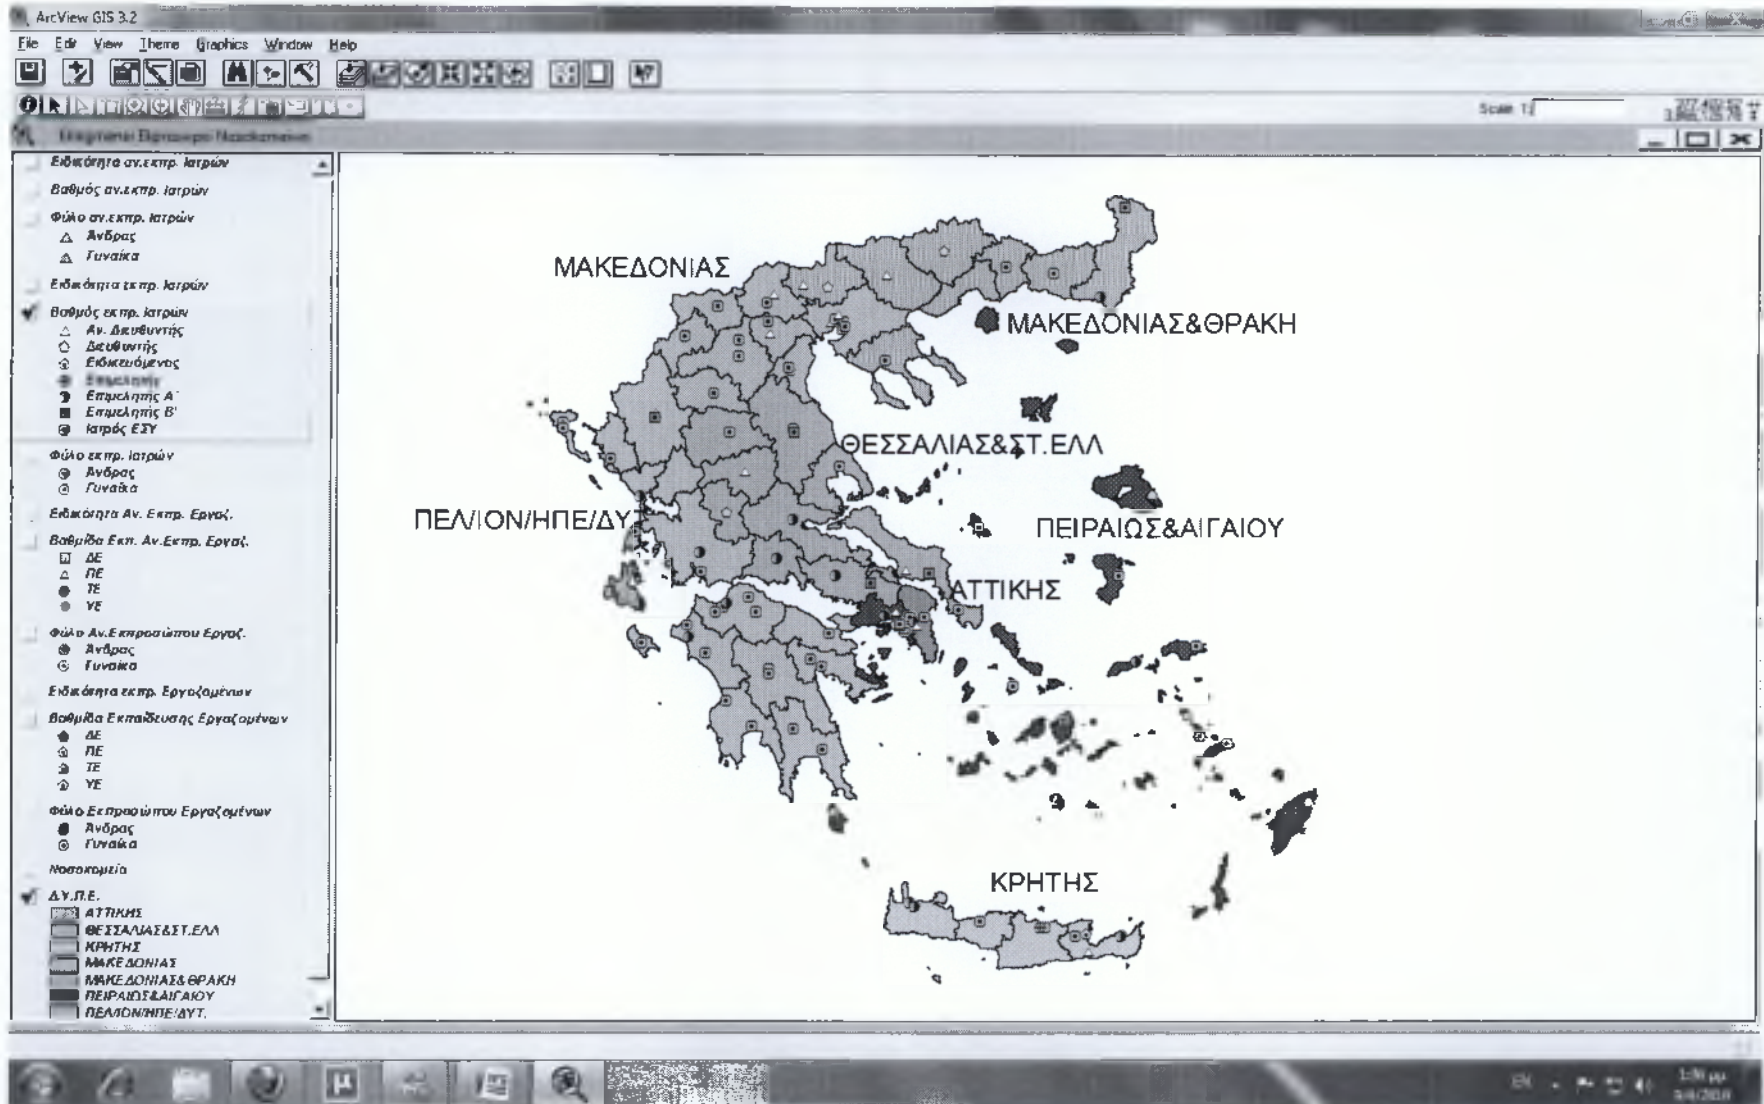 ArcView GIS 3.2
File Edit View Theme Graphics Window Help
Scale 1:
Ειδικότητα αν.εκπρ. Ιατρών
Βαθμός αν.εκπρ. Ιατρών
Φύλο αν.εκπρ. Ιατρών
Άνδρας
Γυναίκα
Ειδικότητα εκπρ. Ιατρών
Βαθμός εκπρ. Ιατρών
Αν. Διευθυντής
Διευθυντής
Ειδικευόμενος
Επιμελητής
Επιμελητής Α'
Επιμελητής Β'
Ιατρός ΕΣΥ
Φύλο εκπρ. Ιατρών
Άνδρας
Γυναίκα
Ειδικότητα Αν. Εκπρ. Εργαζ.
Βαθμίδα Εκπ. Αν.Εκπρ. Εργαζ.
ΔΕ
ΠΕ
ΤΕ
ΥΕ
Φύλο Αν.Εκπροσώπου Εργαζ.
Άνδρας
Γυναίκα
Ειδικότητα εκπρ. Εργαζομένων
Βαθμίδα Εκπαίδευσης Εργαζομένων
ΔΕ
ΠΕ
ΤΕ
ΥΕ
Φύλο Εκπροσώπου Εργαζομένων
Άνδρας
Γυναίκα
Νοσοκομεία
Δ.Υ.Π.Ε.
ΑΤΤΙΚΗΣ
ΘΕΣΣΑΛΙΑΣ&ΣΤ.ΕΛΛ
ΚΡΗΤΗΣ
ΜΑΚΕΔΟΝΙΑΣ
ΜΑΚΕΔΟΝΙΑΣ&ΘΡΑΚΗ
ΠΕΙΡΑΙΩΣ&ΑΙΓΑΙΟΥ
ΠΕΛ/ΙΟΝ/ΗΠΕ/ΔΥΤ.
ΜΑΚΕΔΟΝΙΑΣ
ΜΑΚΕΔΟΝΙΑΣ&ΘΡΑΚΗ
ΘΕΣΣΑΛΙΑΣ&ΣΤ.ΕΛΛ
ΠΕΛ/ΙΟΝ/ΗΠΕ/ΔΥΤ
ΠΕΙΡΑΙΩΣ&ΑΙΓΑΙΟΥ
ΑΤΤΙΚΗΣ
ΚΡΗΤΗΣ
EN